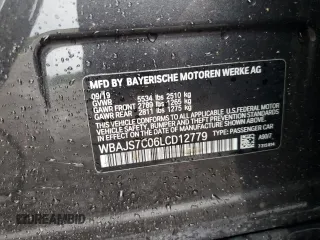 MFD BY BAYERISCHE MOTOREN WERKE AG
09/19
GVWR 5534 lbs 2510 kg
GAWR FRONT 2789 lbs 1265 kg
GAWR REAR 2811 lbs 1275 kg
THIS VEHICLE CONFORMS TO ALL APPLICABLE
FEDERAL MOTOR VEHICLE SAFETY, BUMPER, AND
THEFT PREVENTION STANDARDS IN EFFECT ON
THE DATE OF MANUFACTURE SHOWN ABOVE.
WBAJS7C06LCD12779
TYPE: PASSENGER CAR